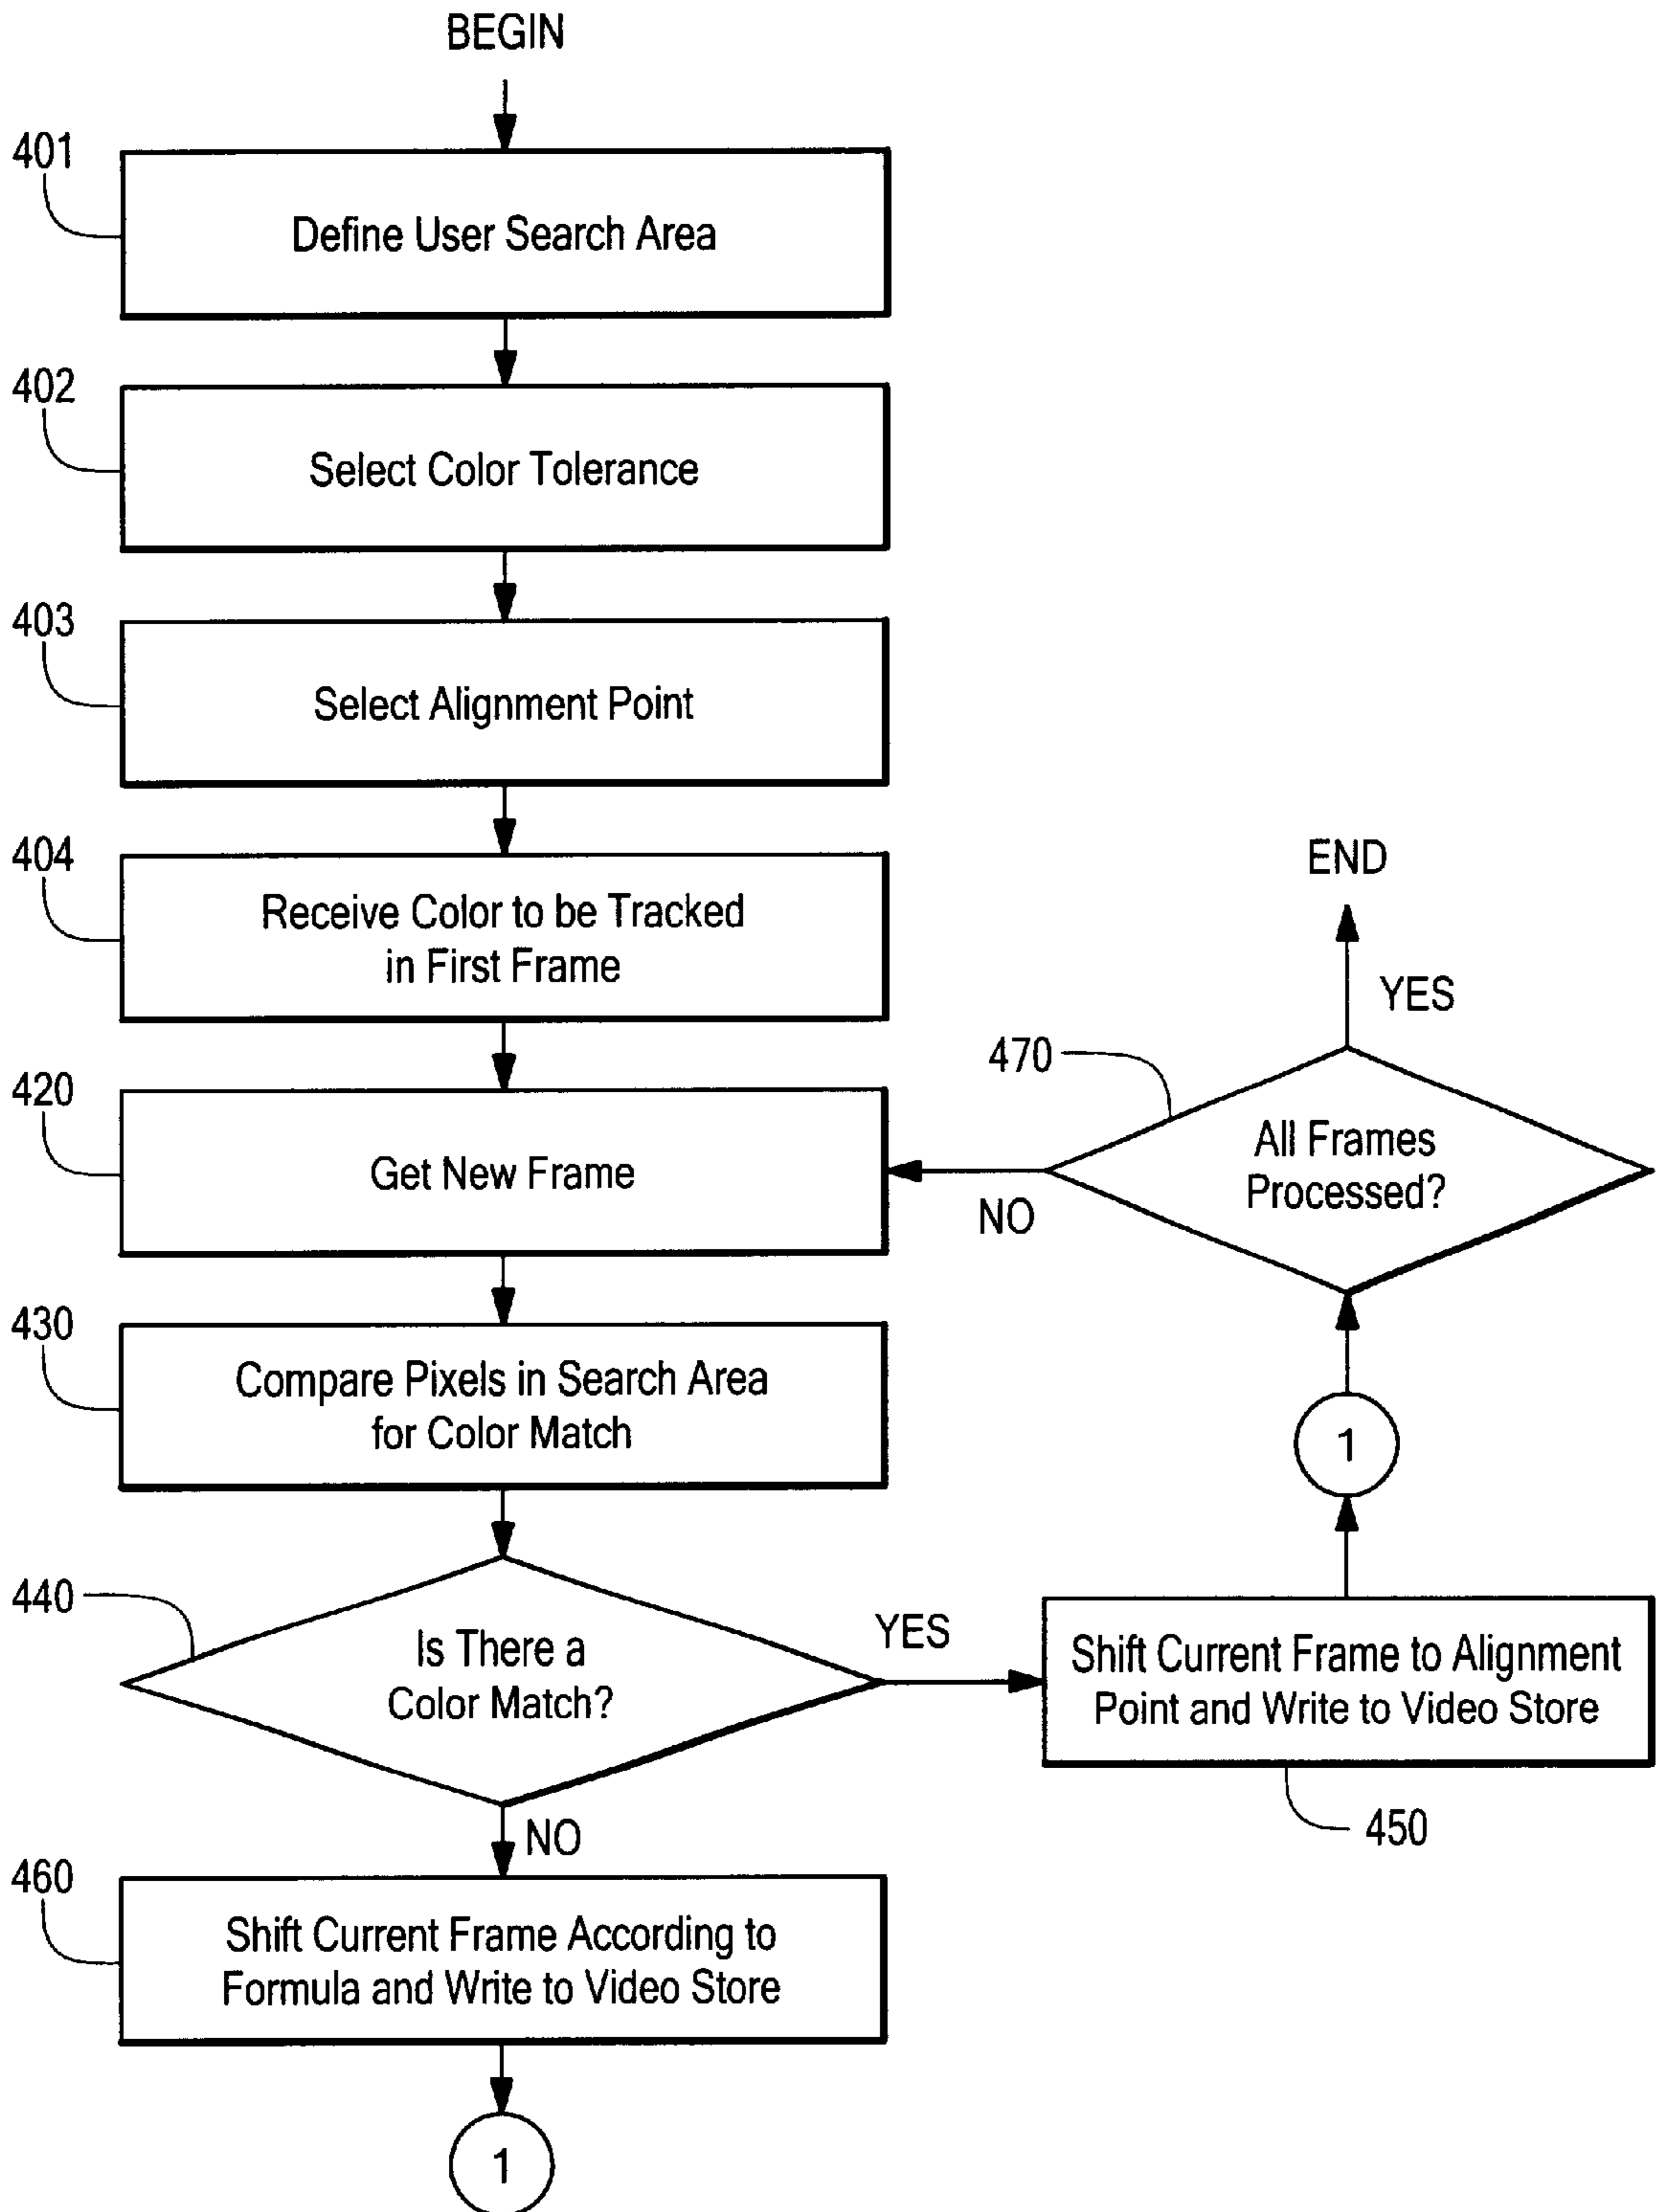 BEGIN
401
Define User Search Area
402
Select Color Tolerance
403
Select Alignment Point
404
Receive Color to be Tracked
in First Frame
END
YES
470
420
Get New Frame
NO
All Frames
Processed?
430
Compare Pixels in Search Area
for Color Match
1
440
Is There a
Color Match?
YES
Shift Current Frame to Alignment
Point and Write to Video Store
450
NO
460
Shift Current Frame According to
Formula and Write to Video Store
1